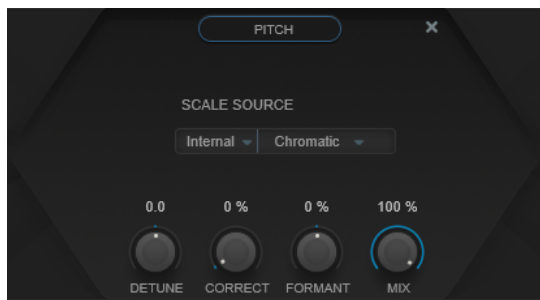 PITCH
SCALE SOURCE
Internal Chromatic
0.0 0 % 0 % 100 %
DETUNE CORRECT FORMANT MIX